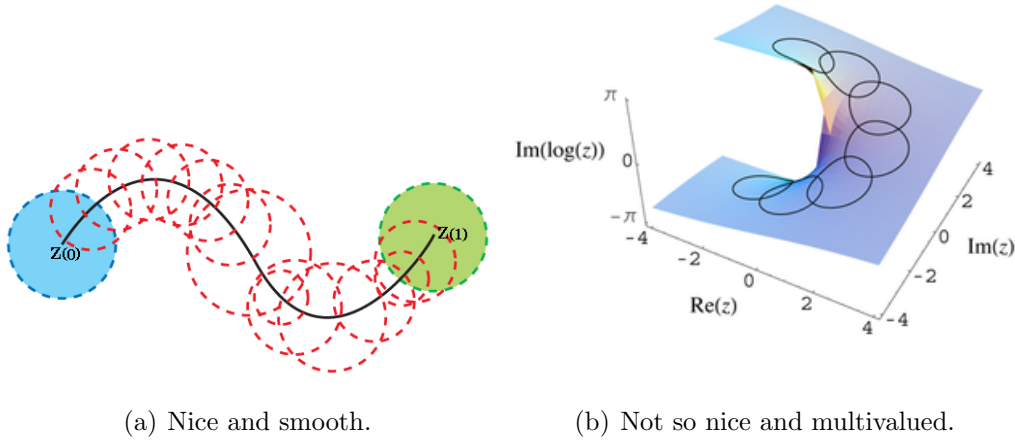 Z(0)
Z(1)
(a) Nice and smooth.
π
Im(log(z))
0
-π
-4
-2
0
2
4
Re(z)
-4
-2
0
2
4
Im(z)
(b) Not so nice and multivalued.